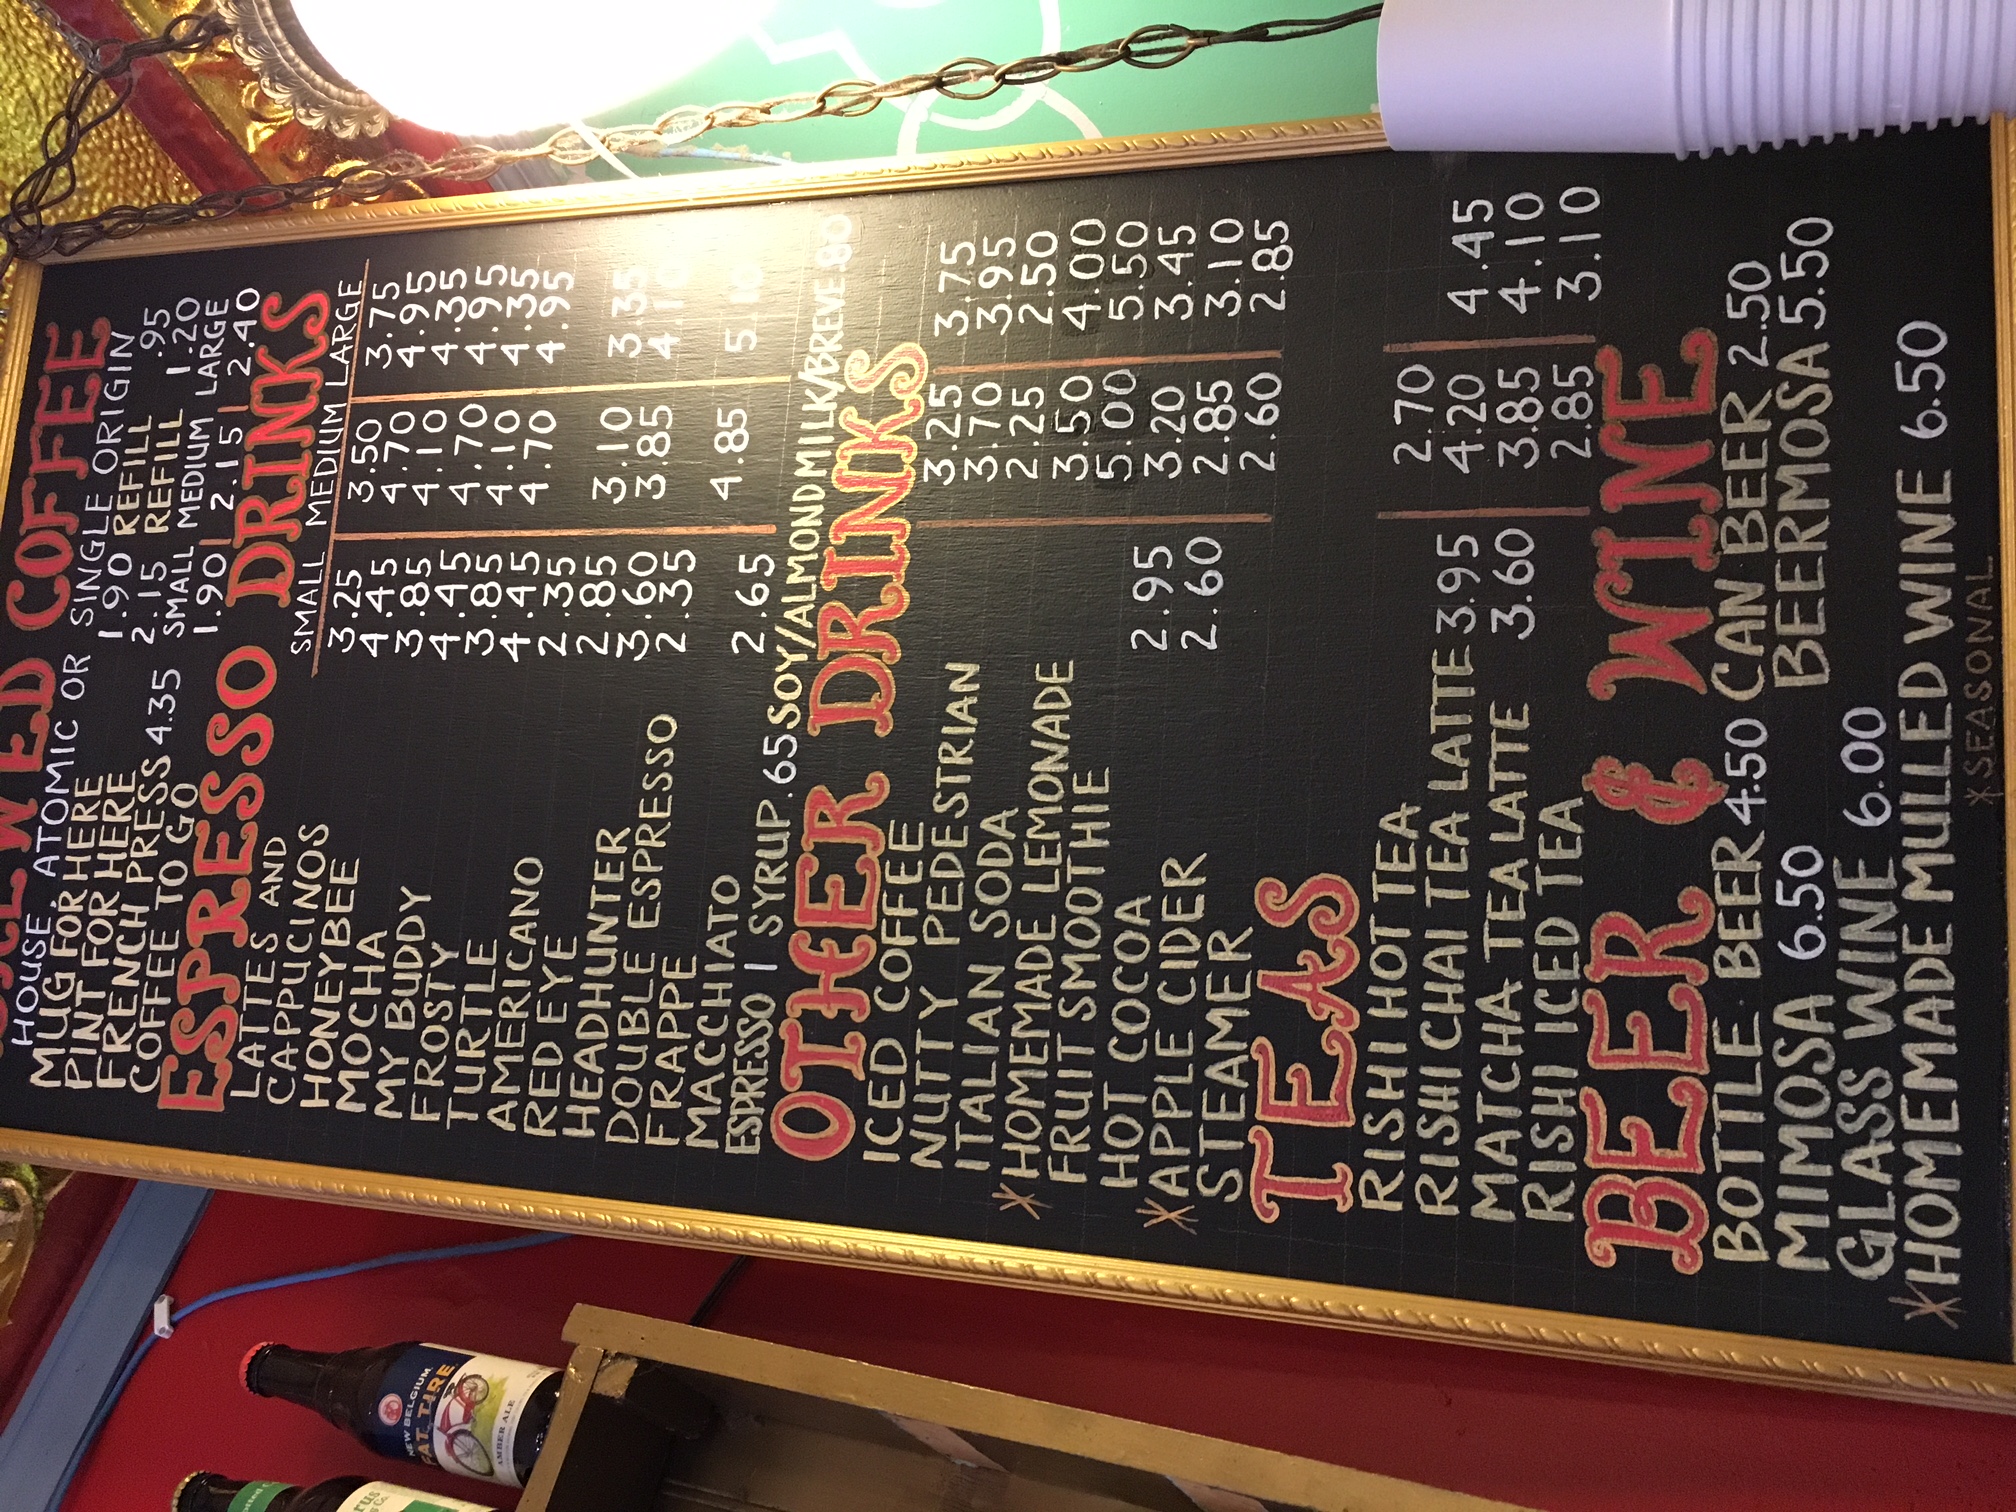 BREWED COFFEE
HOUSE, ATOMIC OR SINGLE ORIGIN
MUG FOR HERE 1.90 REFILL .95
PINT FOR HERE 2.15 REFILL 1.20
FRENCH PRESS 4.35 SMALL MEDIUM LARGE
COFFEE TO GO 1.90 | 2.15 | 2.40
ESPRESSO DRINKS
SMALL MEDIUM LARGE
LATTES AND
CAPPUCINOS 3.25 3.50 3.75
HONEYBEE 4.45 4.70 4.95
MOCHA 3.85 4.10 4.35
MY BUDDY 4.45 4.70 4.95
FROSTY 3.85 4.10 4.35
TURTLE 4.45 4.70 4.95
AMERICANO 2.35
RED EYE 2.85 3.10 3.35
HEADHUNTER 3.60 3.85 4.10
DOUBLE ESPRESSO 2.35
FRAPPE 4.85 5.10
MACCHIATO 2.65
ESPRESSO | SYRUP .65 SOY/ALMOND MILK/BREVE .80
OTHER DRINKS
ICED COFFEE 3.25 3.75
NUTTY PEDESTRIAN 3.70 3.95
ITALIAN SODA 2.25 2.50
*HOMEMADE LEMONADE 3.50 4.00
FRUIT SMOOTHIE 5.00 5.50
HOT COCOA 2.95 3.20 3.45
*APPLE CIDER 2.60 2.85 3.10
STEAMER 2.60 2.85
TEAS
RISHI HOT TEA 2.70
RISHI CHAI TEA LATTE 3.95 4.20 4.45
MATCHA TEA LATTE 3.60 3.85 4.10
RISHI ICED TEA 2.85 3.10
BEER & WINE
BOTTLE BEER 4.50 CAN BEER 2.50
MIMOSA 6.50 BEERMOSA 5.50
GLASS WINE 6.00
*HOMEMADE MULLED WINE 6.50
*SEASONAL
NEW BELGIUM
FAT TIRE
AMBER ALE